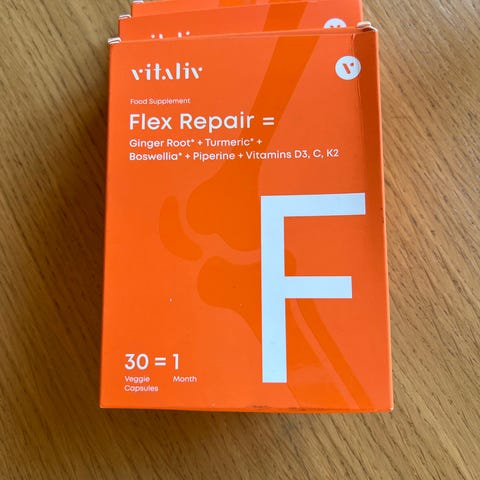 vitaliv
Food Supplement
Flex Repair =
Ginger Root* + Turmeric* +
Boswellia* + Piperine + Vitamins D3, C, K2
F
30 = 1
Veggie Month
Capsules